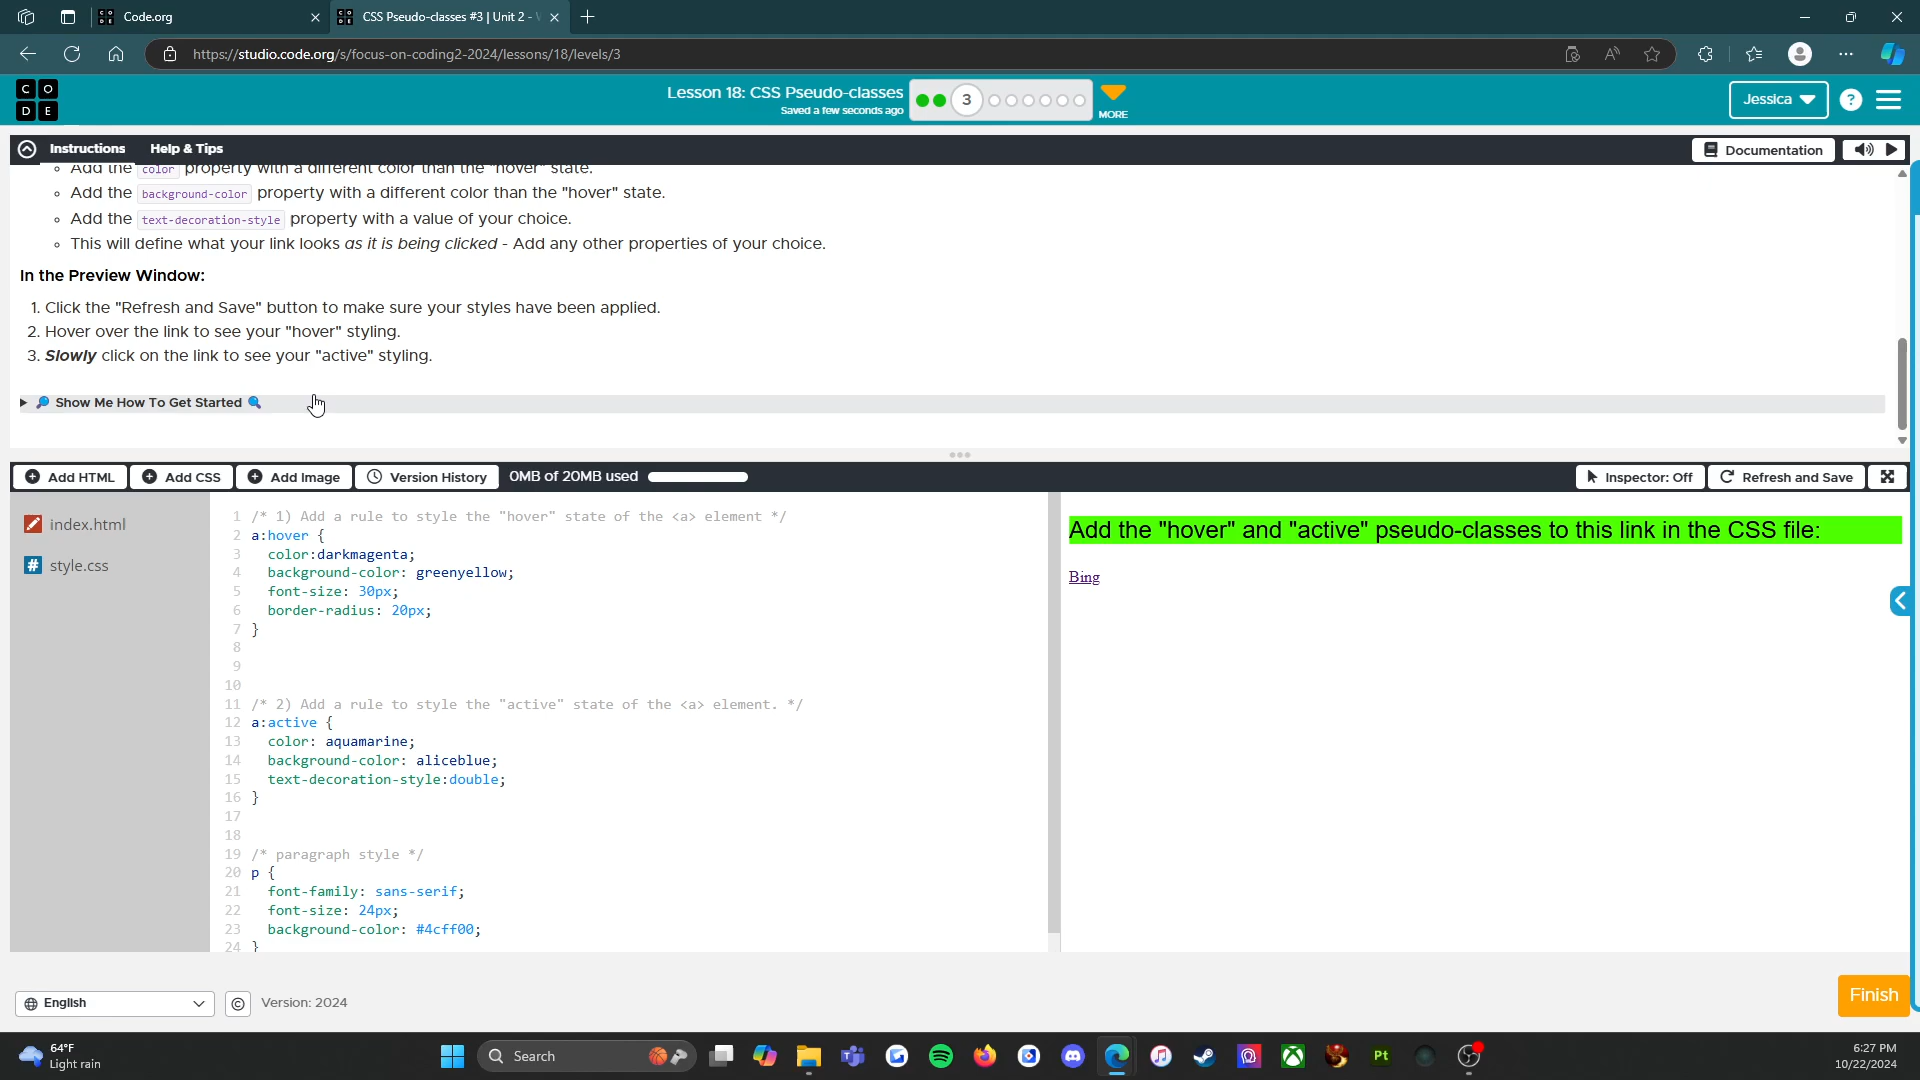 Code.org
CSS Pseudo-classes #3 | Unit 2 -
https://studio.code.org/s/focus-on-coding2-2024/lessons/18/levels/3
C O D E
Lesson 18: CSS Pseudo-classes
Saved a few seconds ago
3
MORE
Jessica
?
Instructions
Help & Tips
Documentation
Add the color property with a different color than the "hover" state.
Add the background-color property with a different color than the "hover" state.
Add the text-decoration-style property with a value of your choice.
This will define what your link looks as it is being clicked - Add any other properties of your choice.
In the Preview Window:
1. Click the "Refresh and Save" button to make sure your styles have been applied.
2. Hover over the link to see your "hover" styling.
3. Slowly click on the link to see your "active" styling.
Show Me How To Get Started
Add HTML
Add CSS
Add Image
Version History
0MB of 20MB used
Inspector: Off
Refresh and Save
index.html
style.css
1 /* 1) Add a rule to style the "hover" state of the <a> element */
2 a:hover {
3 color:darkmagenta;
4 background-color: greenyellow;
5 font-size: 30px;
6 border-radius: 20px;
7 }
8
9
10
11 /* 2) Add a rule to style the "active" state of the <a> element. */
12 a:active {
13 color: aquamarine;
14 background-color: aliceblue;
15 text-decoration-style:double;
16 }
17
18
19 /* paragraph style */
20 p {
21 font-family: sans-serif;
22 font-size: 24px;
23 background-color: #4cff00;
24 }
Add the "hover" and "active" pseudo-classes to this link in the CSS file:
Bing
English
Version: 2024
Finish
64°F
Light rain
Search
Pt
6:27 PM
10/22/2024